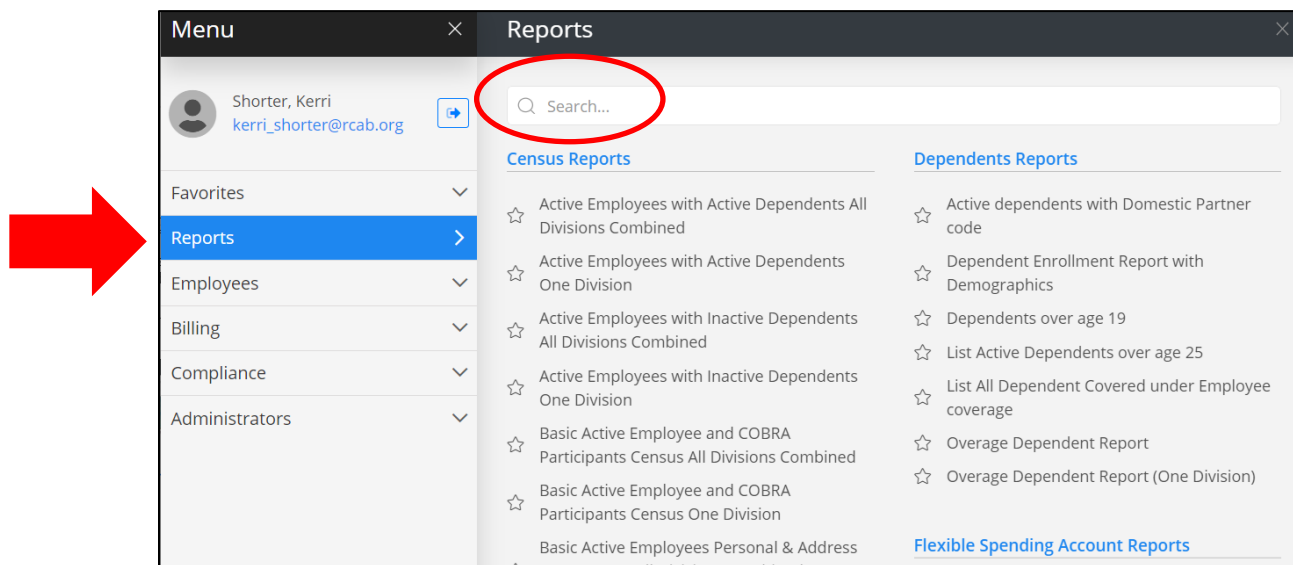 Menu
Shorter, Kerri
kerri_shorter@rcab.org
Favorites
Reports
Employees
Billing
Compliance
Administrators
Reports
Search...
Census Reports
Active Employees with Active Dependents All
Divisions Combined
Active Employees with Active Dependents
One Division
Active Employees with Inactive Dependents
All Divisions Combined
Active Employees with Inactive Dependents
One Division
Basic Active Employee and COBRA
Participants Census All Divisions Combined
Basic Active Employee and COBRA
Participants Census One Division
Basic Active Employees Personal & Address
Dependents Reports
Active dependents with Domestic Partner
code
Dependent Enrollment Report with
Demographics
Dependents over age 19
List Active Dependents over age 25
List All Dependent Covered under Employee
coverage
Overage Dependent Report
Overage Dependent Report (One Division)
Flexible Spending Account Reports